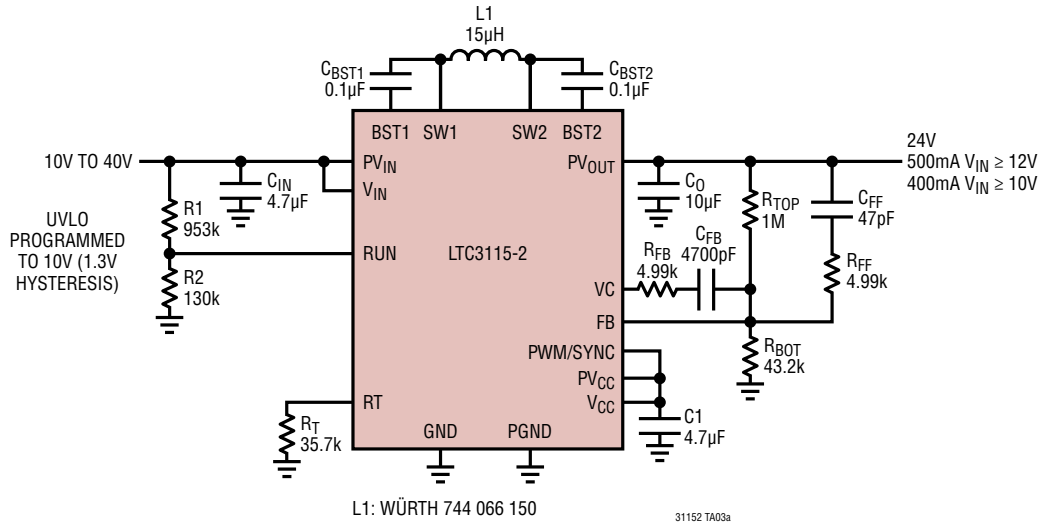 L1
15µH
CBST1
0.1µF
CBST2
0.1µF
BST1 SW1 SW2 BST2
10V TO 40V
PVIN
VIN
PVOUT
24V
500mA VIN ≥ 12V
400mA VIN ≥ 10V
CIN
4.7µF
CO
10µF
RTOP
1M
CFF
47pF
R1
953k
UVLO
PROGRAMMED
TO 10V (1.3V
HYSTERESIS)
RUN
LTC3115-2
RFB
4.99k
CFB
4700pF
RFF
4.99k
R2
130k
VC
FB
RBOT
43.2k
PWM/SYNC
PVCC
VCC
RT
RT
35.7k
C1
4.7µF
GND PGND
L1: WÜRTH 744 066 150
31152 TA03a